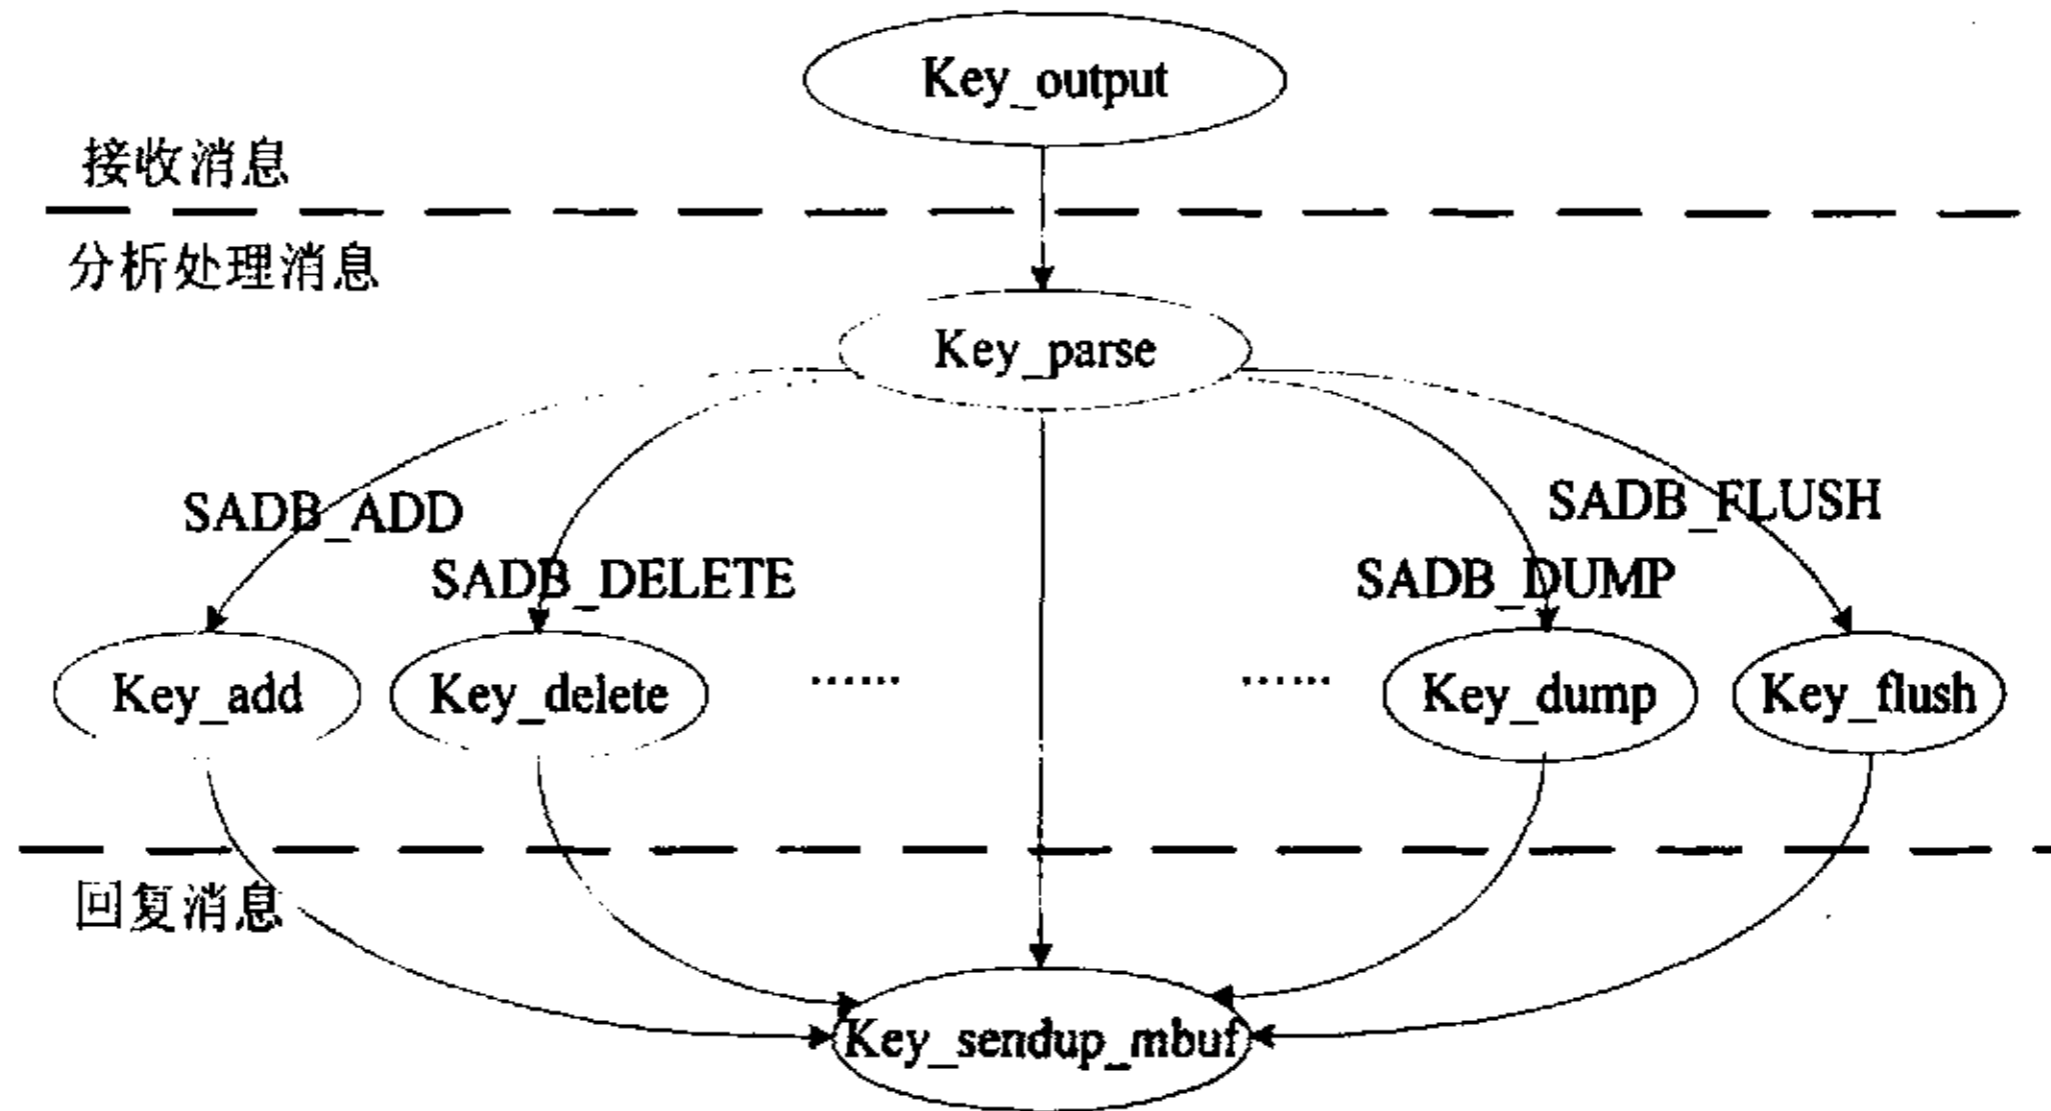 Key_output
接收消息
分析处理消息
Key_parse
SADB_ADD
SADB_FLUSH
SADB_DELETE
SADB_DUMP
Key_add
Key_delete
......
......
Key_dump
Key_flush
回复消息
Key_sendup_mbuf